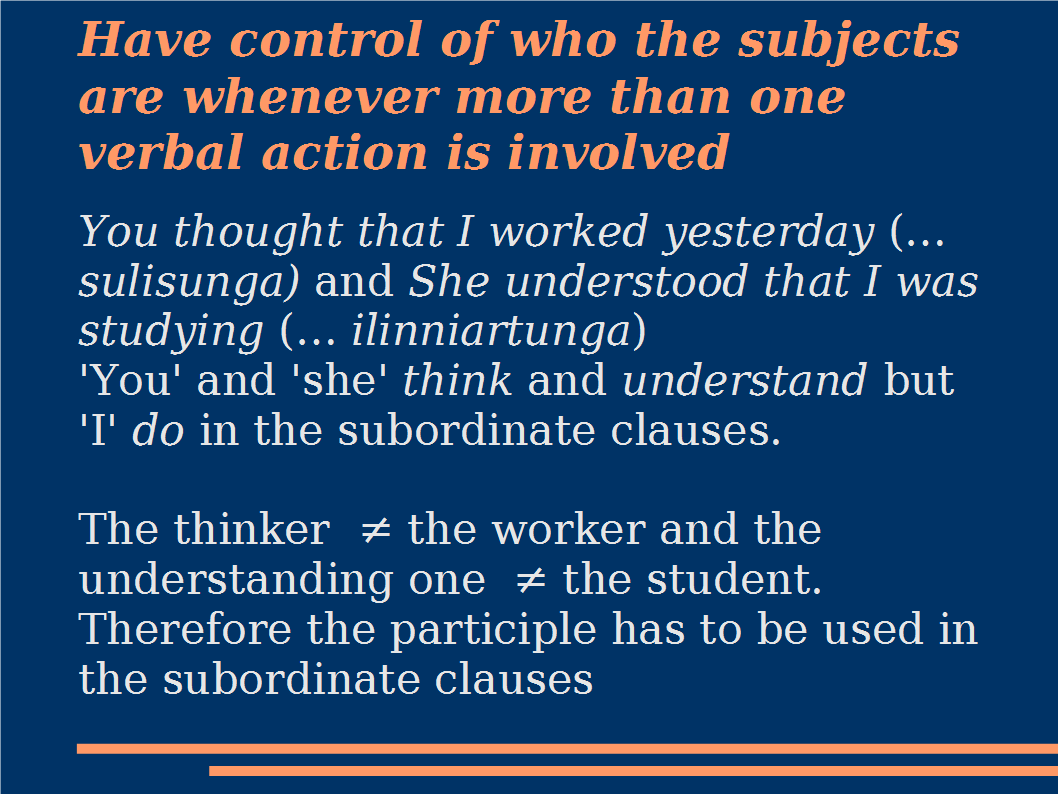 Have control of who the subjects
are whenever more than one
verbal action is involved
You thought that I worked yesterday (...
sulisunga) and She understood that I was
studying (... ilinniartunga)
'You' and 'she' think and understand but
'I' do in the subordinate clauses.
The thinker ≠ the worker and the
understanding one ≠ the student.
Therefore the participle has to be used in
the subordinate clauses